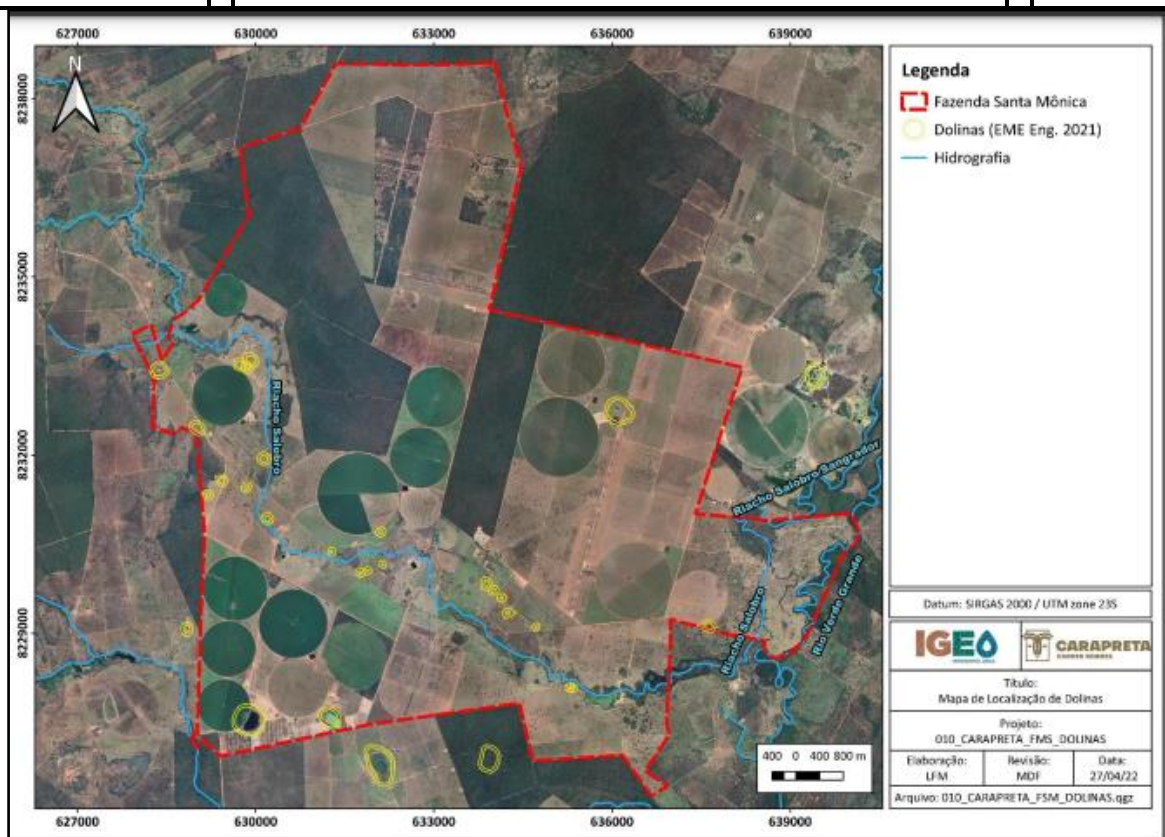 627000 630000 633000 636000 639000
N
8238000
8235000
8232000
8229000
Riacho Salobro
Riacho Salobro Sangrador
Riacho Salobro
Rio Verde Grande
400 0 400 800 m
627000 630000 633000 636000 639000
Legenda
Fazenda Santa Mônica
Dolinas (EME Eng. 2021)
Hidrografia
Datum: SIRGAS 2000 / UTM zone 23S
IGEO
CARAPRETA
Título:
Mapa de Localização de Dolinas
Projeto:
010_CARAPRETA_FMS_DOLINAS
Elaboração: Revisão: Data:
LFM MDF 27/04/22
Arquivo: 010_CARAPRETA_FSM_DOLINAS.qgz